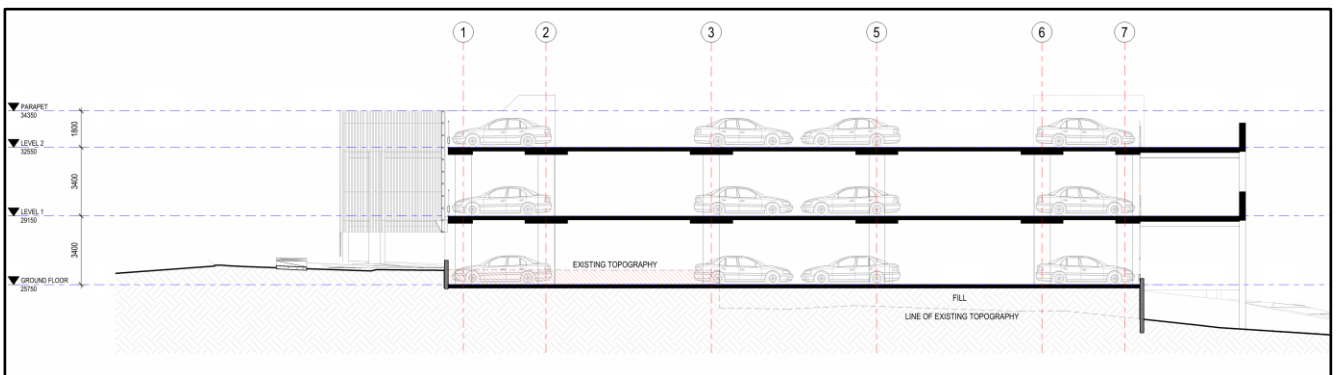 1 2 3 5 6 7
PARAPET
34350
1800
LEVEL 2
32550
3400
LEVEL 1
29150
3400
EXISTING TOPOGRAPHY
GROUND FLOOR
25750
FILL
LINE OF EXISTING TOPOGRAPHY